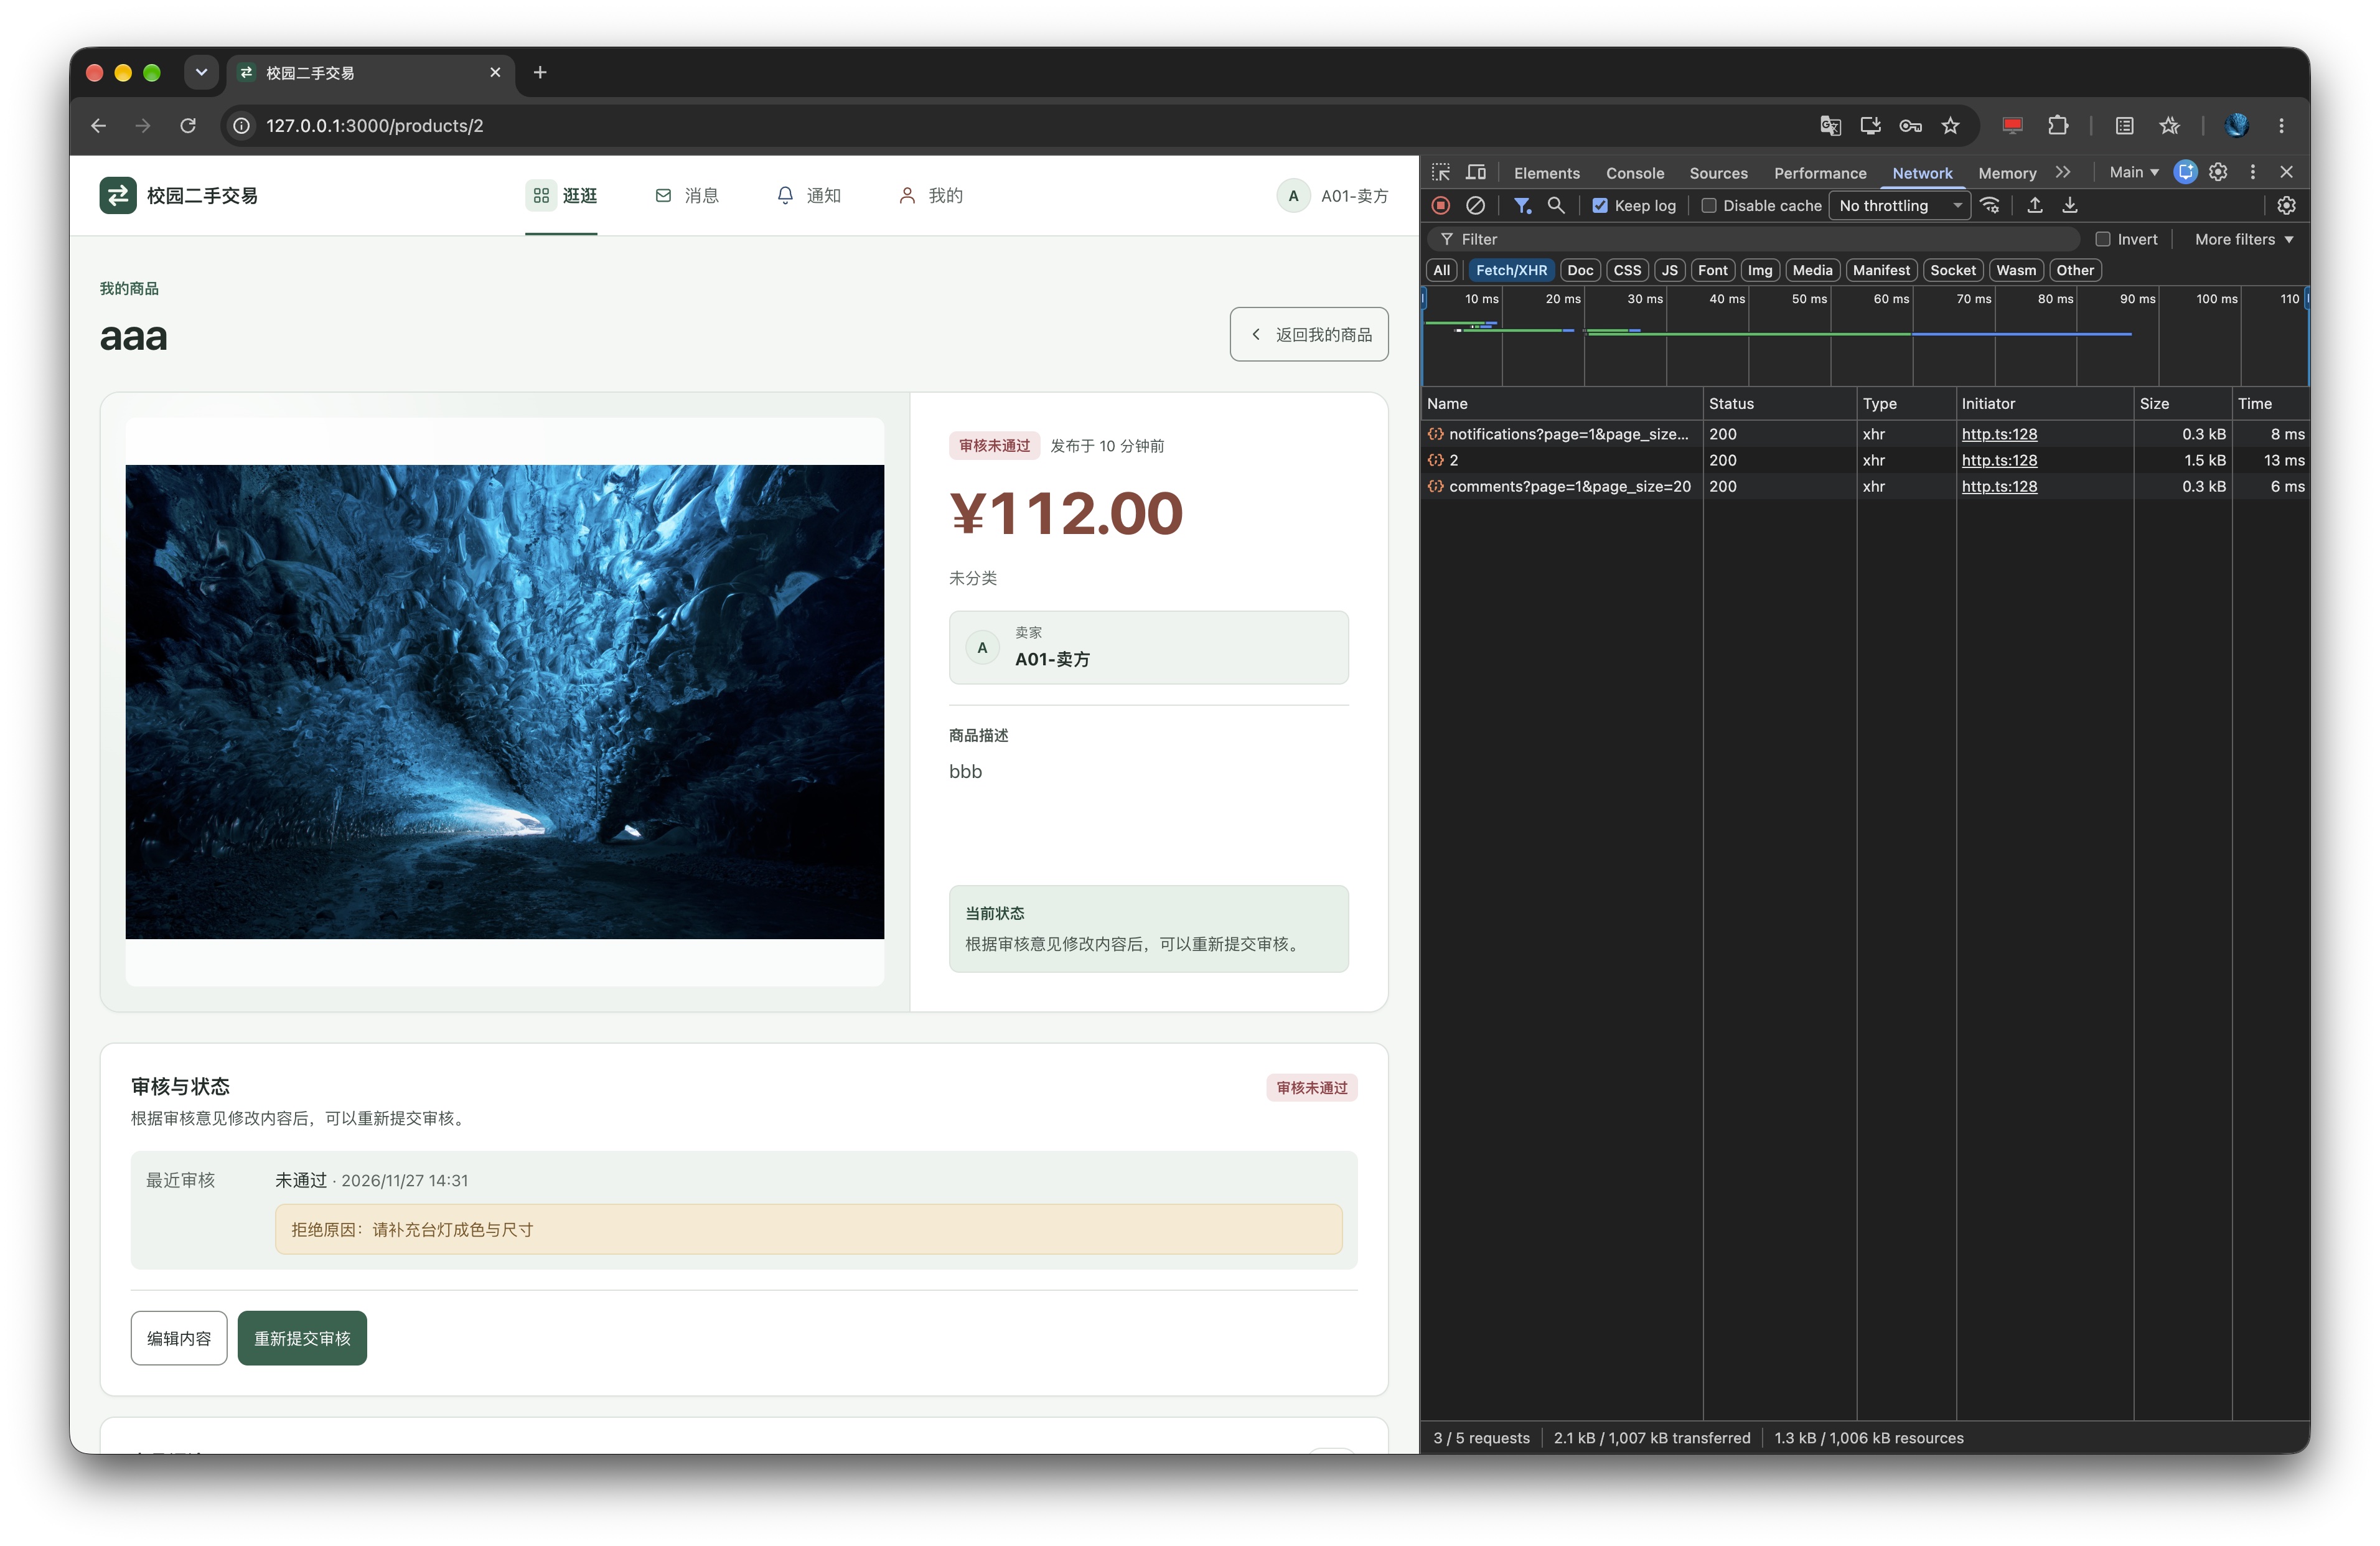 校园二手交易
127.0.0.1:3000/products/2
校园二手交易
逛逛
消息
通知
我的
A
A01-卖方
我的商品
aaa
返回我的商品
审核未通过 发布于 10 分钟前
¥112.00
未分类
A
卖家
A01-卖方
商品描述
bbb
当前状态
根据审核意见修改内容后，可以重新提交审核。
审核与状态
审核未通过
根据审核意见修改内容后，可以重新提交审核。
最近审核
未通过 · 2026/11/27 14:31
拒绝原因：请补充台灯成色与尺寸
编辑内容
重新提交审核
Elements Console Sources Performance Network Memory Main
Keep log Disable cache No throttling
Filter Invert More filters
All Fetch/XHR Doc CSS JS Font Img Media Manifest Socket Wasm Other
10 ms 20 ms 30 ms 40 ms 50 ms 60 ms 70 ms 80 ms 90 ms 100 ms 110
Name Status Type Initiator Size Time
notifications?page=1&page_size... 200 xhr http.ts:128 0.3 kB 8 ms
2 200 xhr http.ts:128 1.5 kB 13 ms
comments?page=1&page_size=20 200 xhr http.ts:128 0.3 kB 6 ms
3 / 5 requests 2.1 kB / 1,007 kB transferred 1.3 kB / 1,006 kB resources